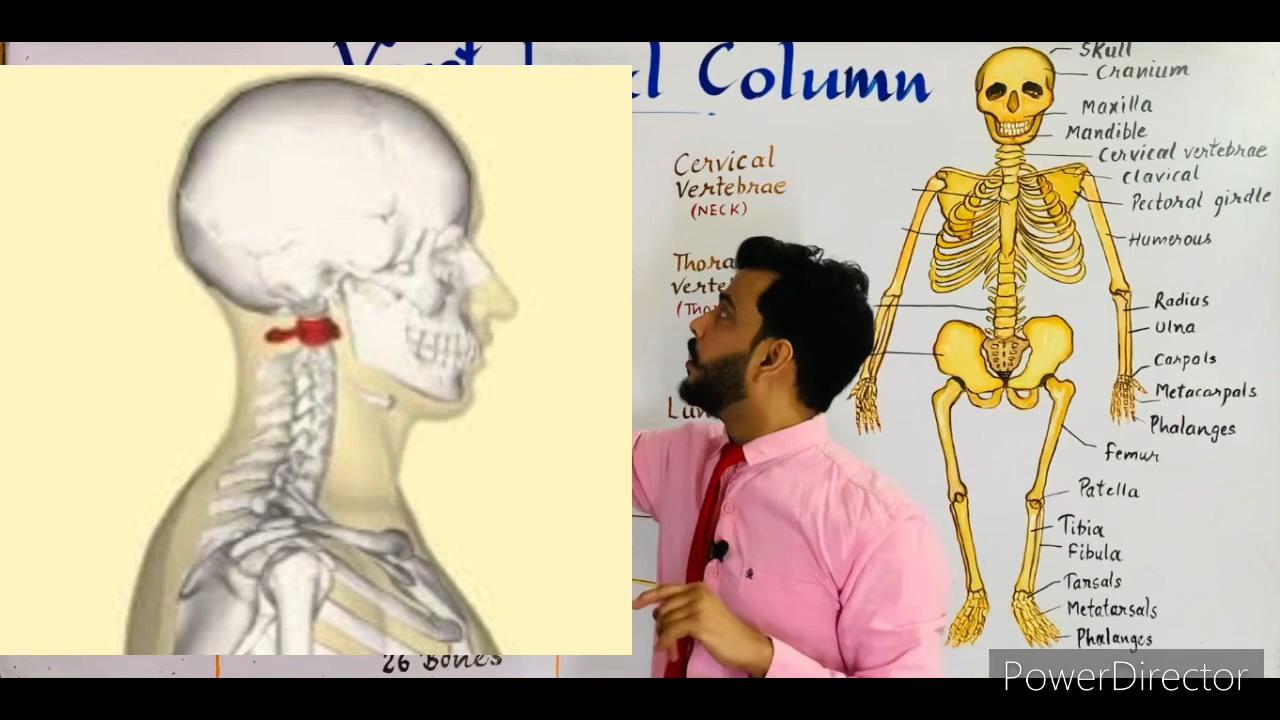 Column
Cervical
vertebrae
(NECK)
Skull
Cranium
Maxilla
Mandible
Cervical vertebrae
Clavical
Pectoral girdle
Humerous
Radius
Ulna
Carpals
Metacarpals
Phalanges
Femur
Patella
Tibia
Fibula
Tarsals
Metatarsals
Phalanges
26 Bones
PowerDirector